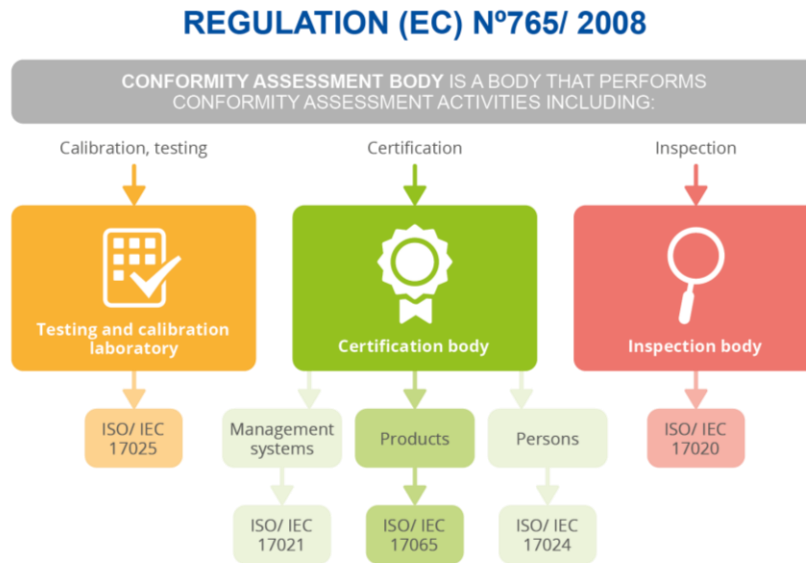 REGULATION (EC) Nº765/ 2008
CONFORMITY ASSESSMENT BODY IS A BODY THAT PERFORMS
CONFORMITY ASSESSMENT ACTIVITIES INCLUDING:
Calibration, testing
Certification
Inspection
Testing and calibration
laboratory
Certification body
Inspection body
ISO/ IEC
17025
Management
systems
Products
Persons
ISO/ IEC
17020
ISO/ IEC
17021
ISO/ IEC
17065
ISO/ IEC
17024